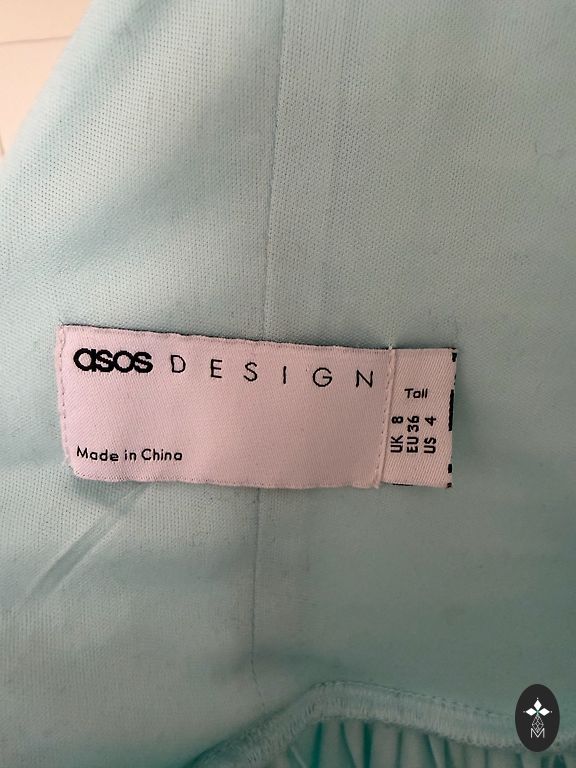 asos DESIGN
Made in China
Tall
UK 8
EU 36
US 4
M